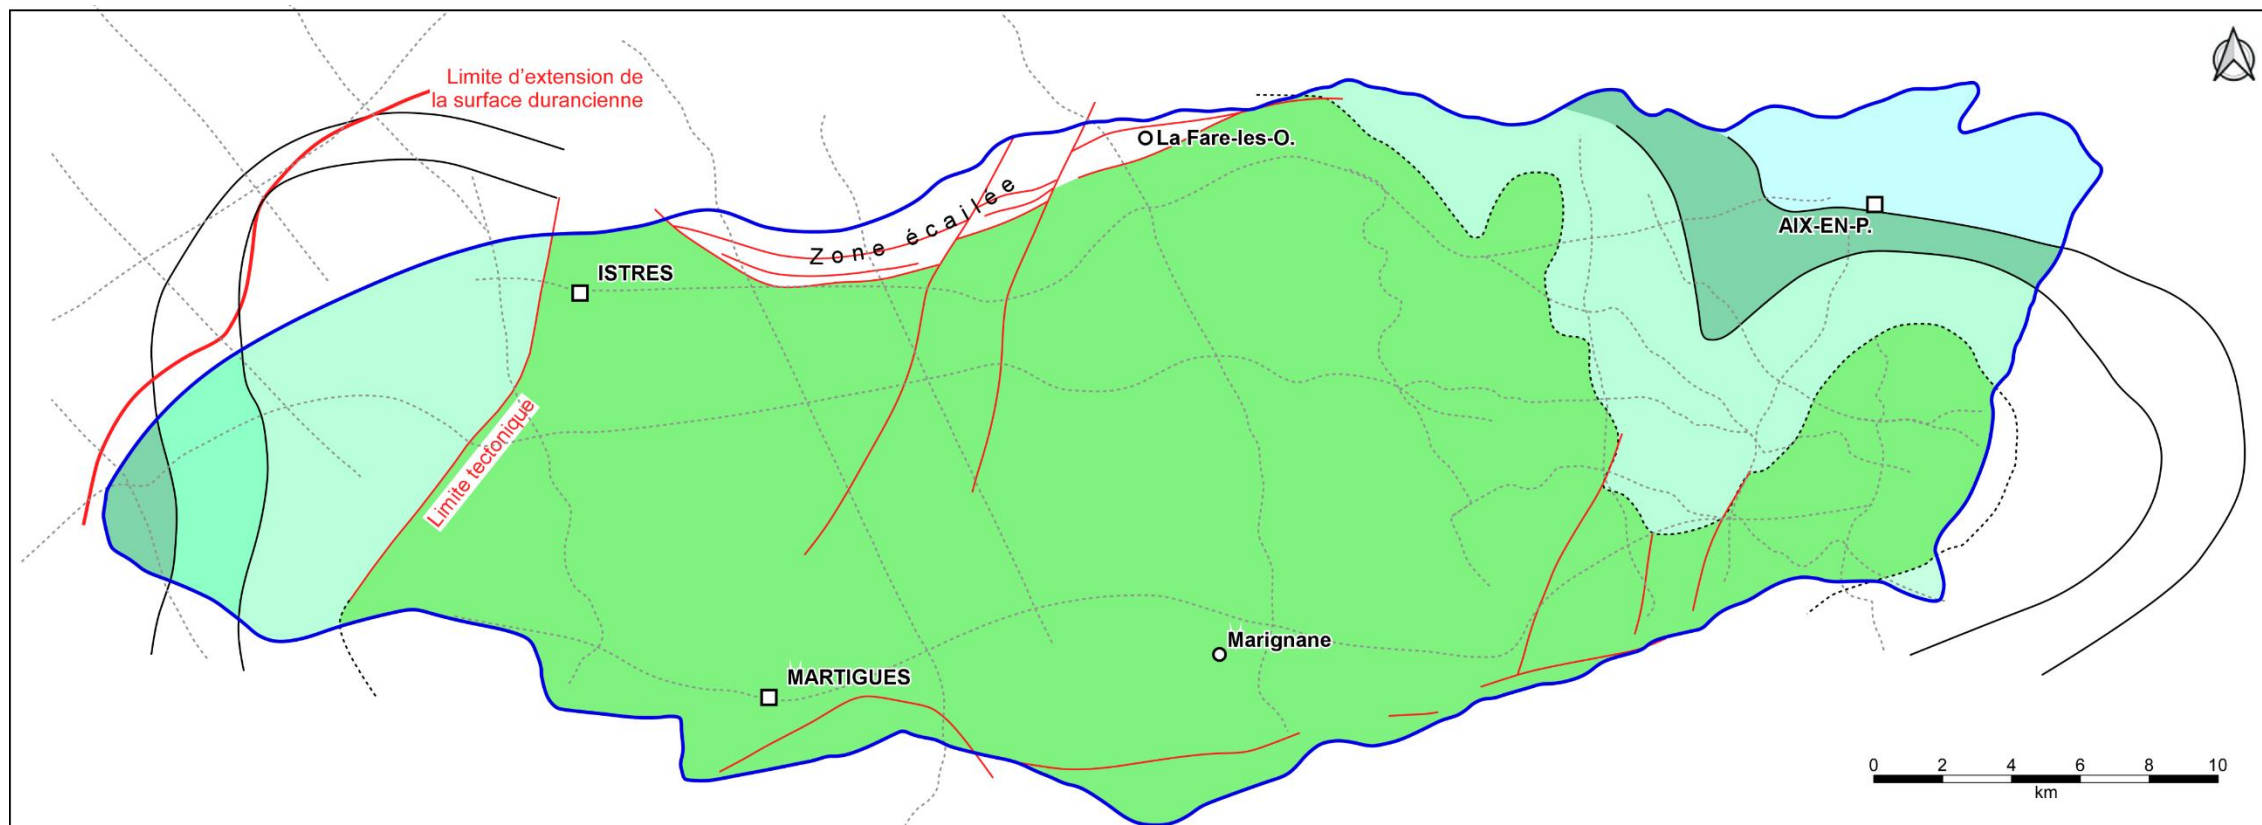 Limite d'extension de
la surface durancienne
La Fare-les-O.
Zone écailée
AIX-EN-P.
ISTRES
Limite tectonique
Marignane
MARTIGUES
0 2 4 6 8 10
km